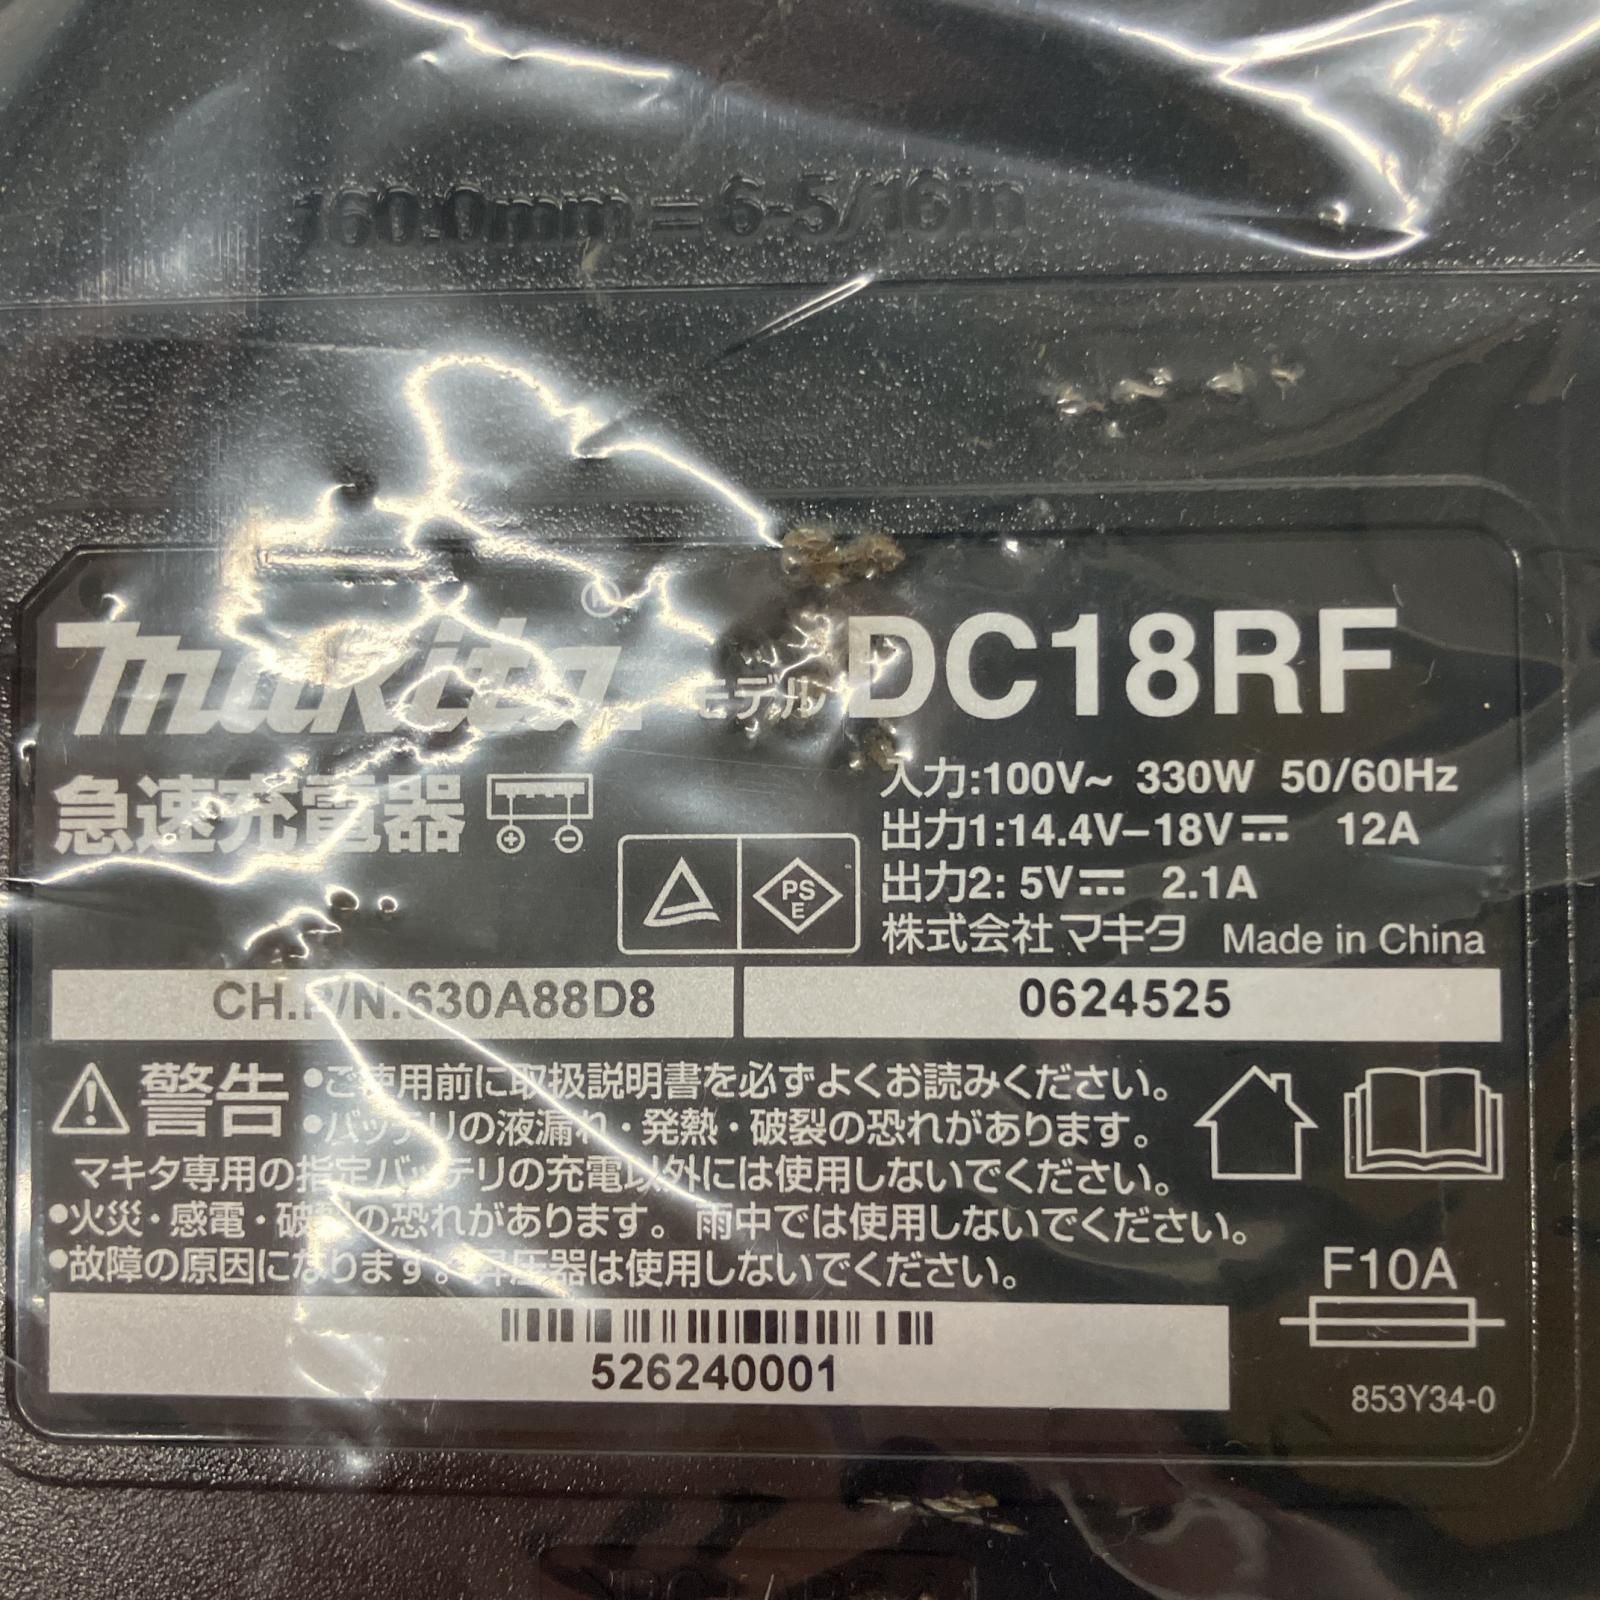 160.0mm = 6-5/16in
makita
モデル DC18RF
急速充電器
入力:100V~ 330W 50/60Hz
出力1:14.4V–18V⎓ 12A
出力2: 5V⎓ 2.1A
PS
E
株式会社マキタ Made in China
CH.P/N.630A88D8
0624525
警告
•ご使用前に取扱説明書を必ずよくお読みください。
•バッテリの液漏れ・発熱・破裂の恐れがあります。
マキタ専用の指定バッテリの充電以外には使用しないでください。
•火災・感電・破裂の恐れがあります。雨中では使用しないでください。
•故障の原因になります。昇圧器は使用しないでください。
F10A
526240001
853Y34-0